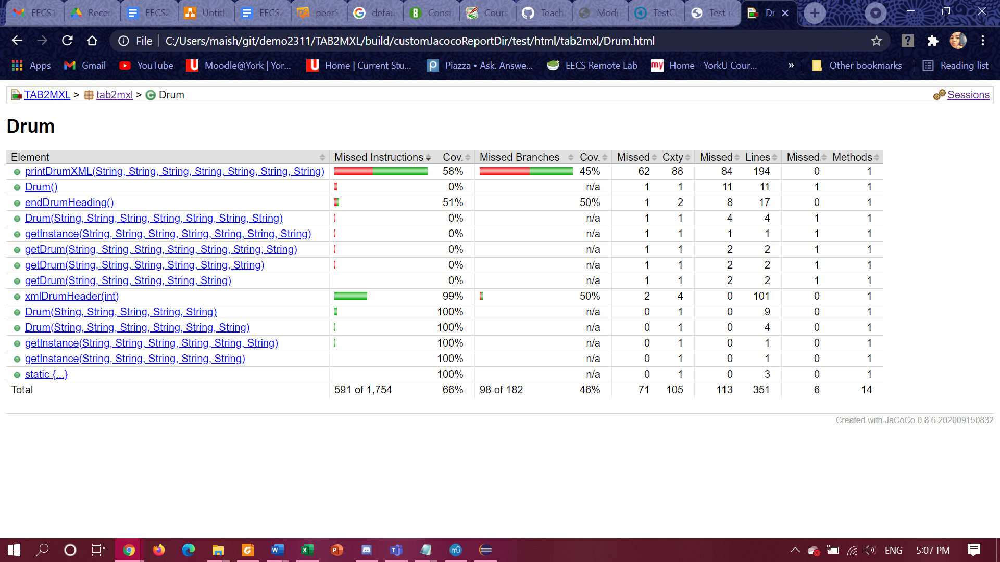 EECS1 Recen EECS2 Untitle EECS2 peerS defau Const Cours Teach Modu TestCa Test re Dr
File C:/Users/maish/git/demo2311/TAB2MXL/build/customJacocoReportDir/test/html/tab2mxl/Drum.html
Apps Gmail YouTube Moodle@York | Yor... Home | Current Stu... Piazza • Ask. Answe... EECS Remote Lab my Home - YorkU Cour... » Other bookmarks Reading list
TAB2MXL > tab2mxl > Drum Sessions
Drum
Element Missed Instructions Cov. Missed Branches Cov. Missed Cxty Missed Lines Missed Methods
printDrumXML(String, String, String, String, String, String, String) 58% 45% 62 88 84 194 0 1
Drum() 0% n/a 1 1 11 11 1 1
endDrumHeading() 51% 50% 1 2 8 17 0 1
Drum(String, String, String, String, String, String, String) 0% n/a 1 1 4 4 1 1
getInstance(String, String, String, String, String, String, String) 0% n/a 1 1 1 1 1 1
getDrum(String, String, String, String, String, String, String) 0% n/a 1 1 2 2 1 1
getDrum(String, String, String, String, String, String) 0% n/a 1 1 2 2 1 1
getDrum(String, String, String, String, String) 0% n/a 1 1 2 2 1 1
xmlDrumHeader(int) 99% 50% 2 4 0 101 0 1
Drum(String, String, String, String, String) 100% n/a 0 1 0 9 0 1
Drum(String, String, String, String, String, String) 100% n/a 0 1 0 4 0 1
getInstance(String, String, String, String, String, String) 100% n/a 0 1 0 1 0 1
getInstance(String, String, String, String, String) 100% n/a 0 1 0 1 0 1
static {...} 100% n/a 0 1 0 3 0 1
Total 591 of 1,754 66% 98 of 182 46% 71 105 113 351 6 14
Created with JaCoCo 0.8.6.202009150832
ENG 5:07 PM